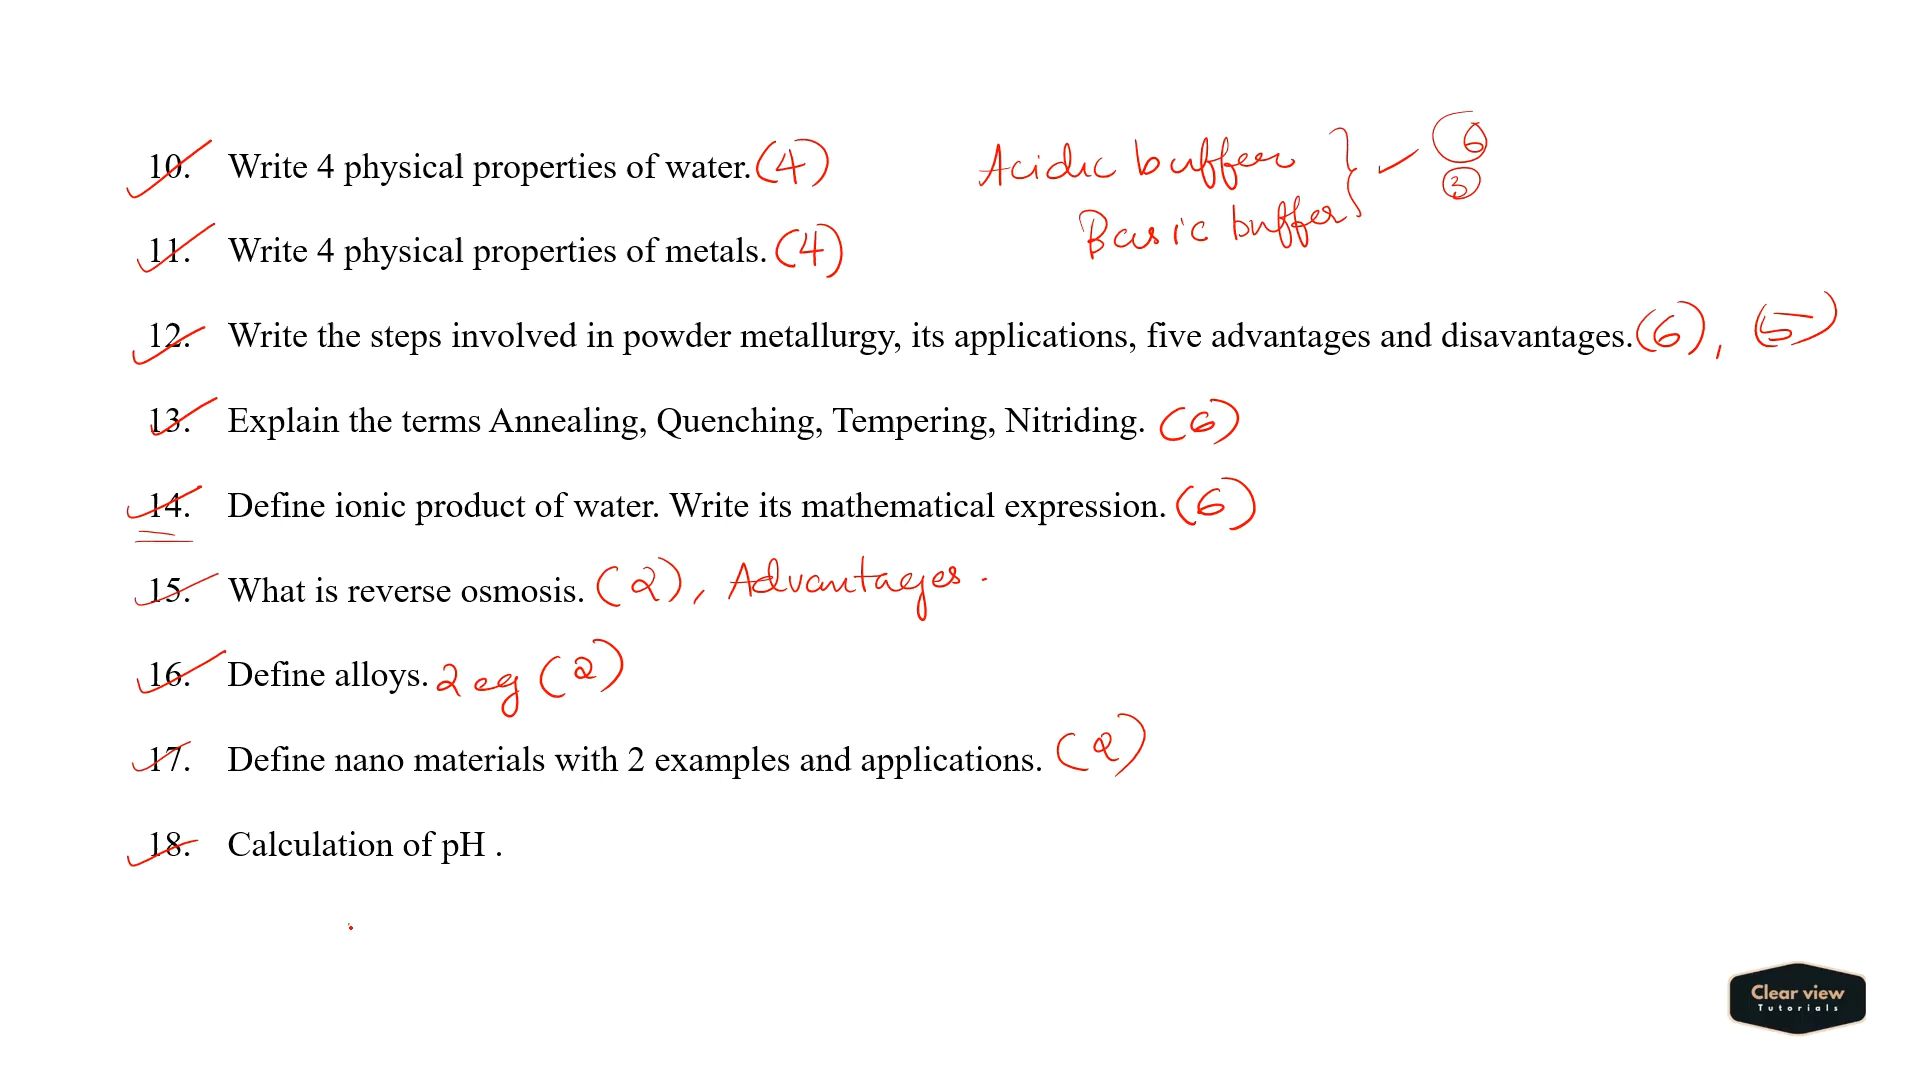 10. Write 4 physical properties of water. (4)
Acidic buffer } 6
3
Basic buffer
11. Write 4 physical properties of metals. (4)
12. Write the steps involved in powder metallurgy, its applications, five advantages and disavantages. (6), (5)
13. Explain the terms Annealing, Quenching, Tempering, Nitriding. (6)
14. Define ionic product of water. Write its mathematical expression. (6)
15. What is reverse osmosis. (2), Advantages.
16. Define alloys. 2 eg (2)
17. Define nano materials with 2 examples and applications. (2)
18. Calculation of pH .
Clear view
Tutorials